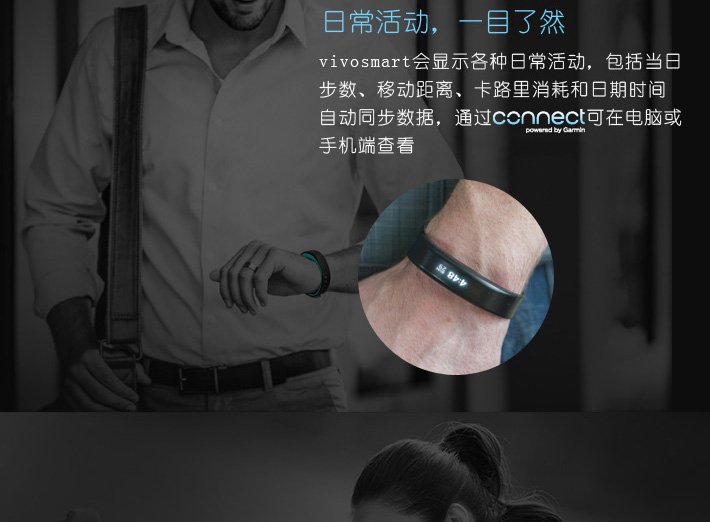 日常活动，一目了然
vivosmart会显示各种日常活动，包括当日
步数、移动距离、卡路里消耗和日期时间
自动同步数据，通过connect可在电脑或
powered by Garmin
手机端查看
4:48